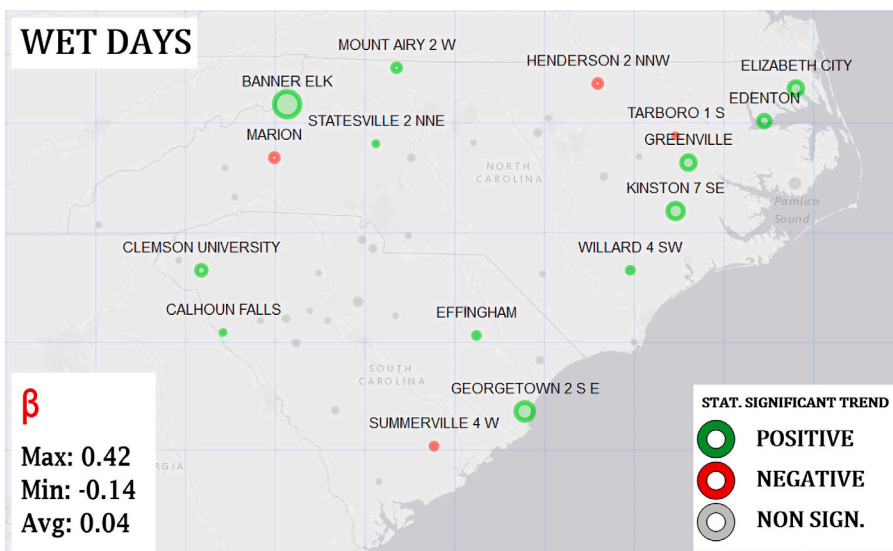 WET DAYS
MOUNT AIRY 2 W
HENDERSON 2 NNW
ELIZABETH CITY
BANNER ELK
EDENTON
TARBORO 1 S
STATESVILLE 2 NNE
MARION
GREENVILLE
NORTH
CAROLINA
KINSTON 7 SE
Pamlico
Sound
CLEMSON UNIVERSITY
WILLARD 4 SW
CALHOUN FALLS
EFFINGHAM
SOUTH
CAROLINA
GEORGETOWN 2 S E
SUMMERVILLE 4 W
β
Max: 0.42
Min: -0.14
Avg: 0.04
RGIA
STAT. SIGNIFICANT TREND
POSITIVE
NEGATIVE
NON SIGN.